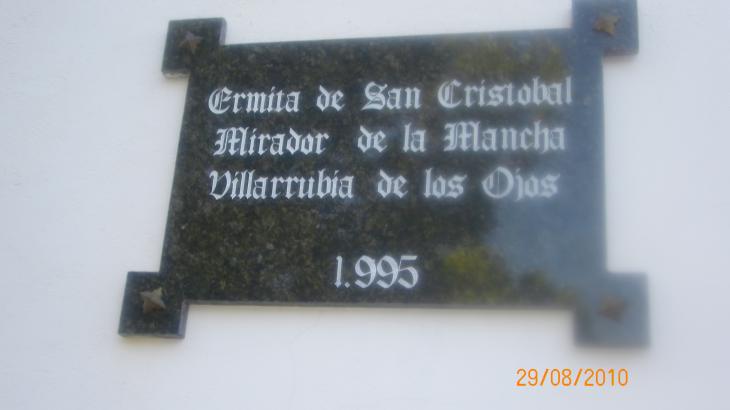 Ermita de San Cristobal
Mirador de la Mancha
Villarrubia de los Ojos
1.995
29/08/2010